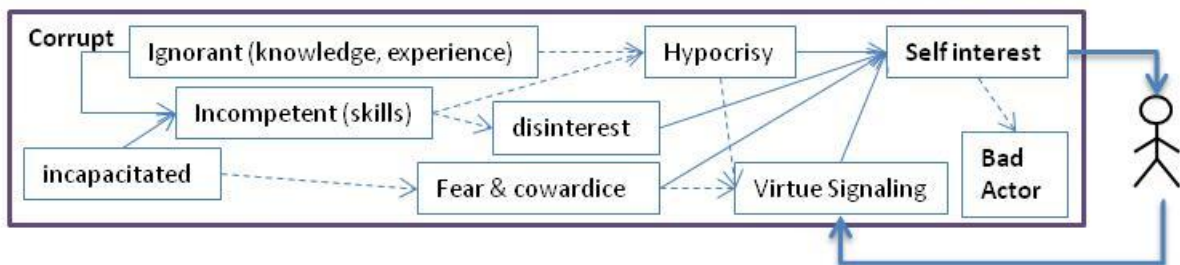 Corrupt
Ignorant (knowledge, experience)
Hypocrisy
Self interest
Incompetent (skills)
disinterest
incapacitated
Fear & cowardice
Virtue Signaling
Bad
Actor